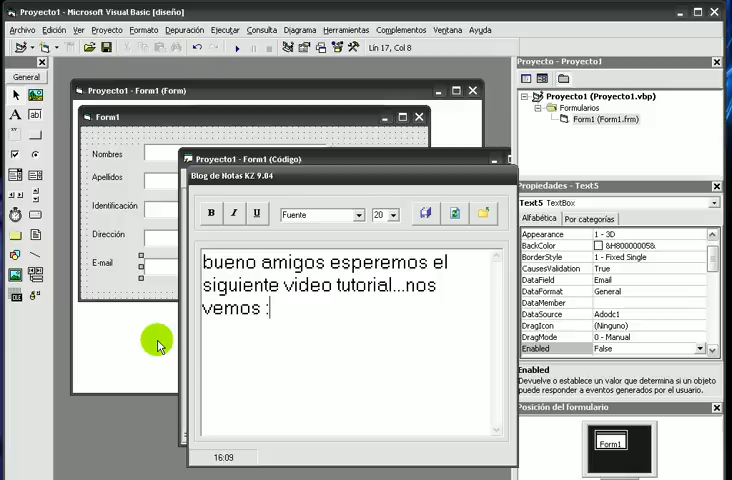 Proyecto1 - Microsoft Visual Basic [diseño]
Archivo Edición Ver Proyecto Formato Depuración Ejecutar Consulta Diagrama Herramientas Complementos Ventana Ayuda
Lín 17, Col 8
General
A
ab
Proyecto1 - Form1 (Form)
Form1
Nombres
Apellidos
Identificación
Dirección
E-mail
Proyecto1 - Form1 (Código)
Blog de Notas KZ 9.04
B I U Fuente 20
bueno amigos esperemos el
siguiente video tutorial...nos
vemos :
16:09
Proyecto - Proyecto1
Proyecto1 (Proyecto1.vbp)
Formularios
Form1 (Form1.frm)
Propiedades - Text5
Text5 TextBox
Alfabética Por categorías
Appearance 1 - 3D
BackColor &H80000005&
BorderStyle 1 - Fixed Single
CausesValidation True
DataField Email
DataFormat General
DataMember
DataSource Adodc1
DragIcon (Ninguno)
DragMode 0 - Manual
Enabled False
Enabled
Devuelve o establece un valor que determina si un objeto
puede responder a eventos generados por el usuario.
Posición del formulario
Form1